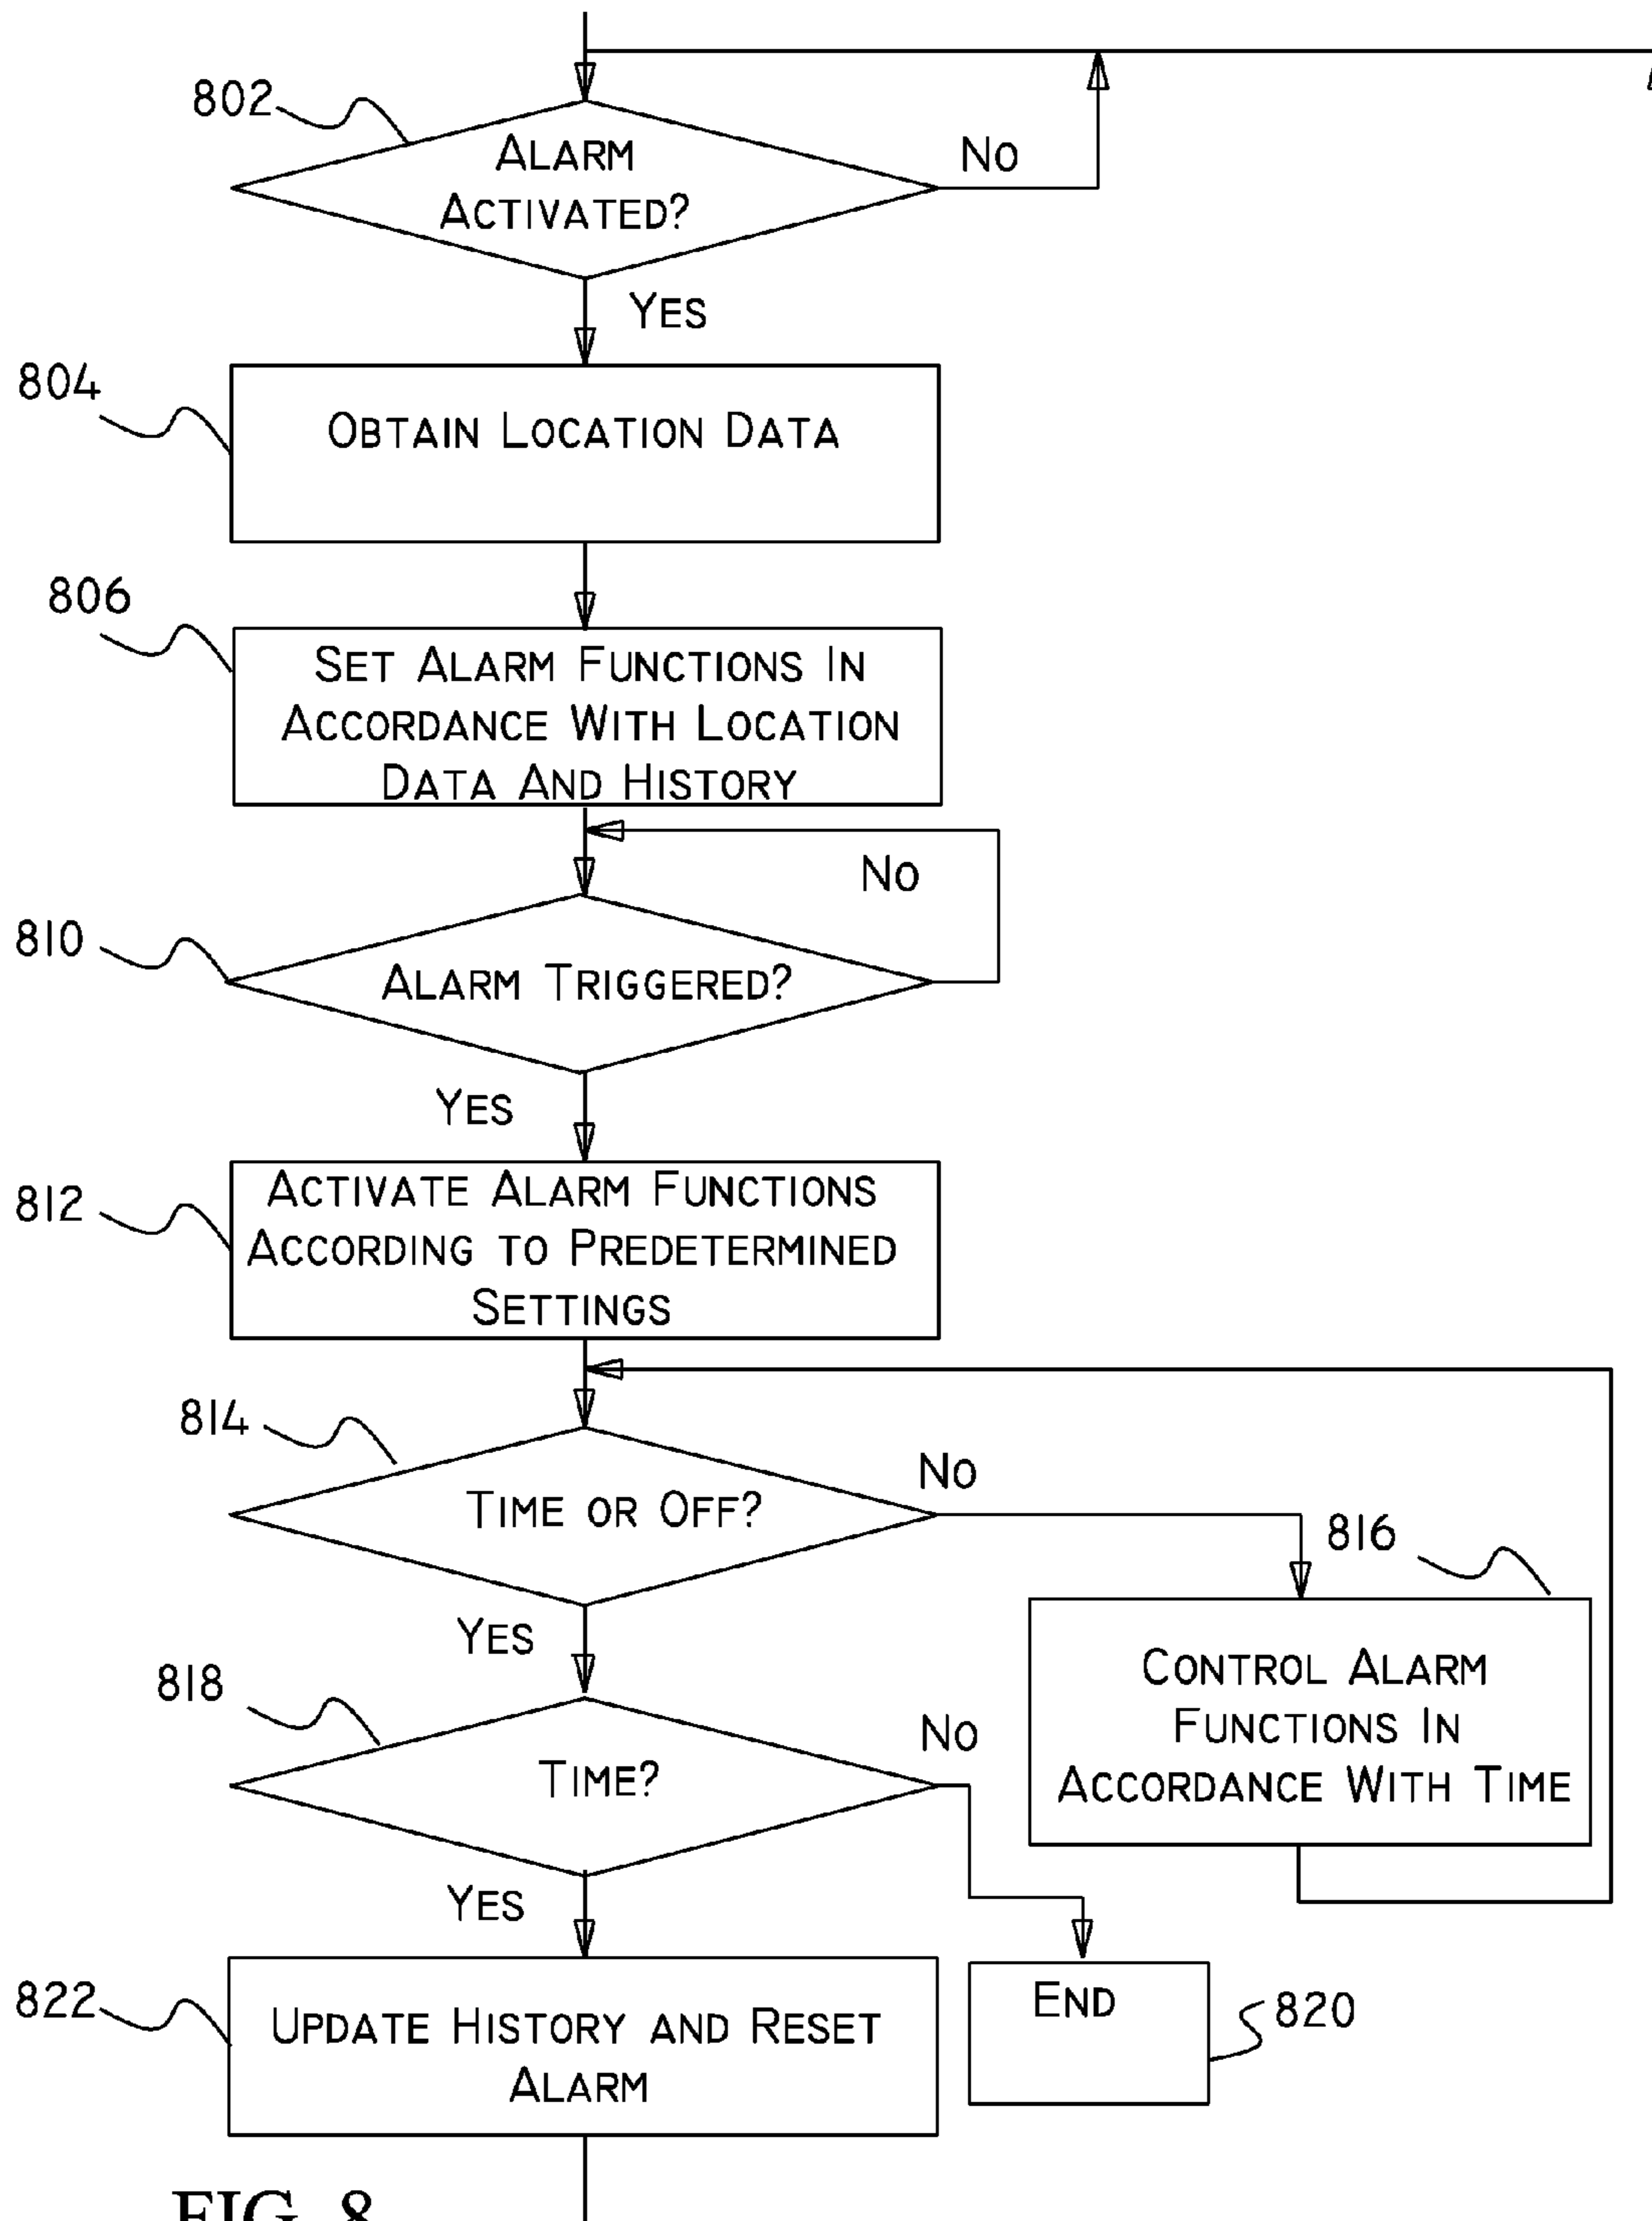 802
ALARM
ACTIVATED?
NO
YES
804
OBTAIN LOCATION DATA
806
SET ALARM FUNCTIONS IN
ACCORDANCE WITH LOCATION
DATA AND HISTORY
NO
810
ALARM TRIGGERED?
YES
812
ACTIVATE ALARM FUNCTIONS
ACCORDING TO PREDETERMINED
SETTINGS
814
TIME OR OFF?
NO
816
YES
CONTROL ALARM
FUNCTIONS IN
ACCORDANCE WITH TIME
818
TIME?
NO
YES
822
UPDATE HISTORY AND RESET
ALARM
END
820
FIG. 8